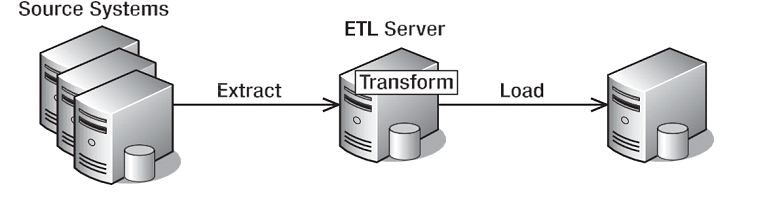 Source Systems
ETL Server
Transform
Extract
Load